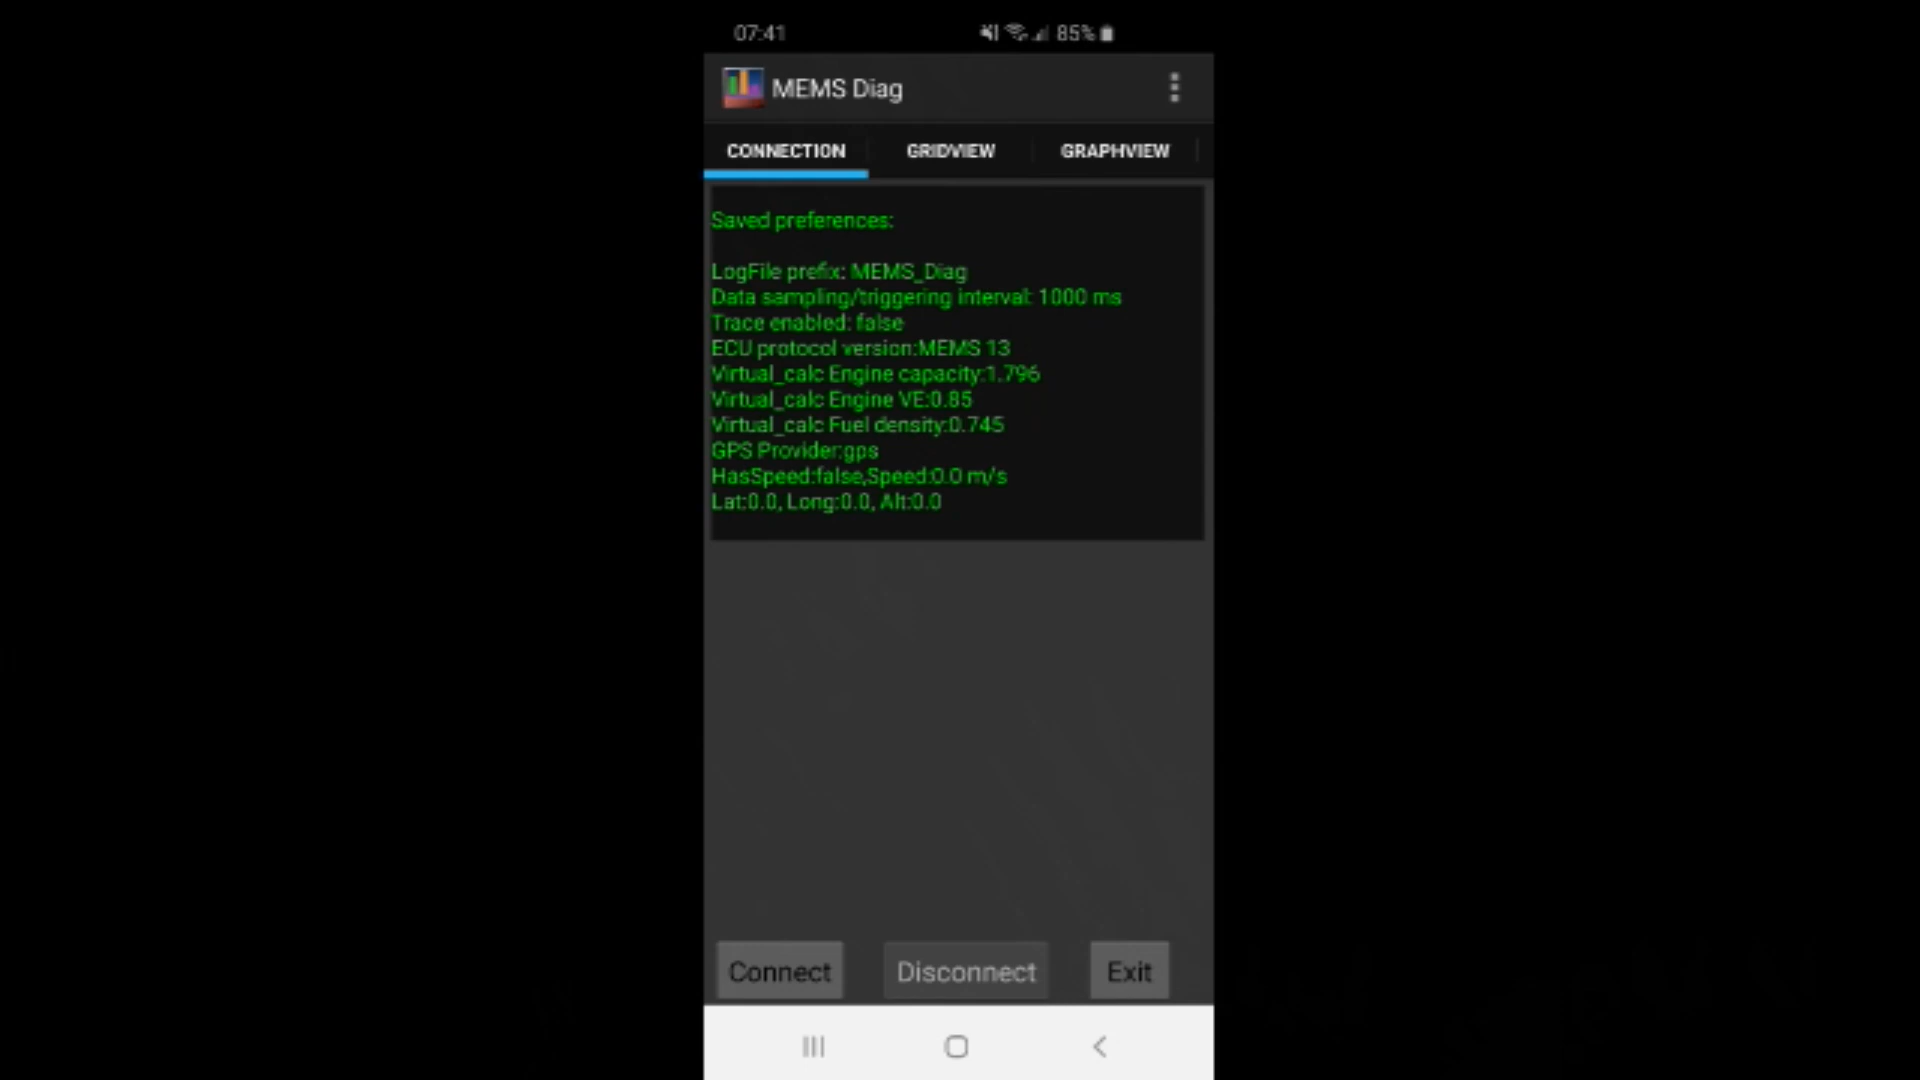 07:41
85%
MEMS Diag
CONNECTION
GRIDVIEW
GRAPHVIEW
Saved preferences:
LogFile prefix: MEMS_Diag
Data sampling/triggering interval: 1000 ms
Trace enabled: false
ECU protocol version:MEMS 13
Virtual_calc Engine capacity:1.796
Virtual_calc Engine VE:0.85
Virtual_calc Fuel density:0.745
GPS Provider:gps
HasSpeed:false,Speed:0.0 m/s
Lat:0.0, Long:0.0, Alt:0.0
Connect
Disconnect
Exit